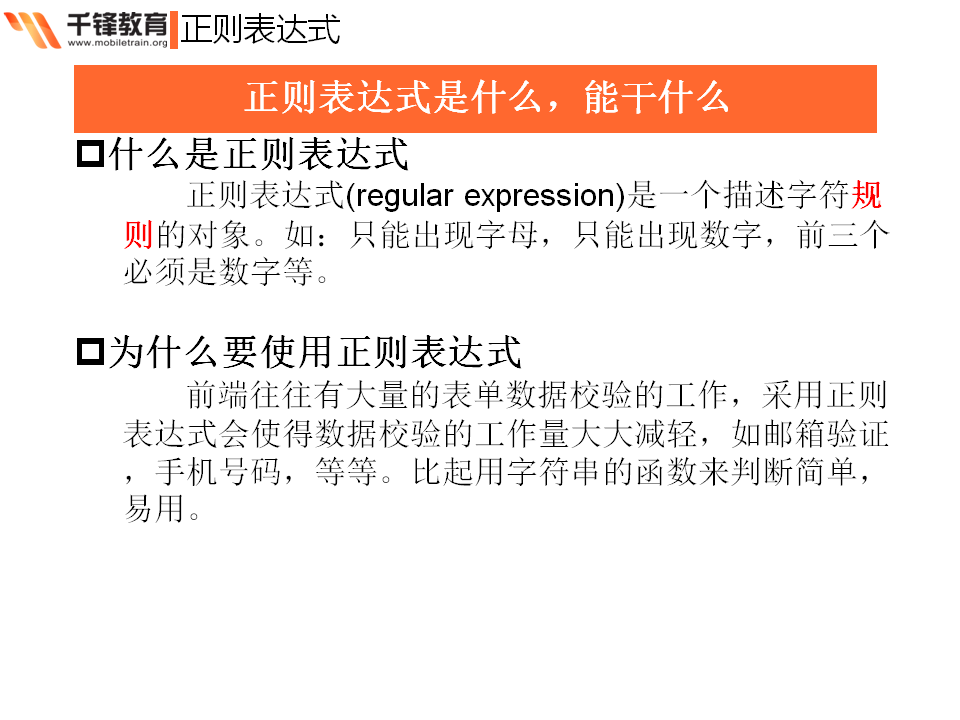 千锋教育 正则表达式
www.mobiletrain.org
正则表达式是什么，能干什么
什么是正则表达式
正则表达式(regular expression)是一个描述字符规
则的对象。如：只能出现字母，只能出现数字，前三个
必须是数字等。
为什么要使用正则表达式
前端往往有大量的表单数据校验的工作，采用正则
表达式会使得数据校验的工作量大大减轻，如邮箱验证
，手机号码，等等。比起用字符串的函数来判断简单，
易用。